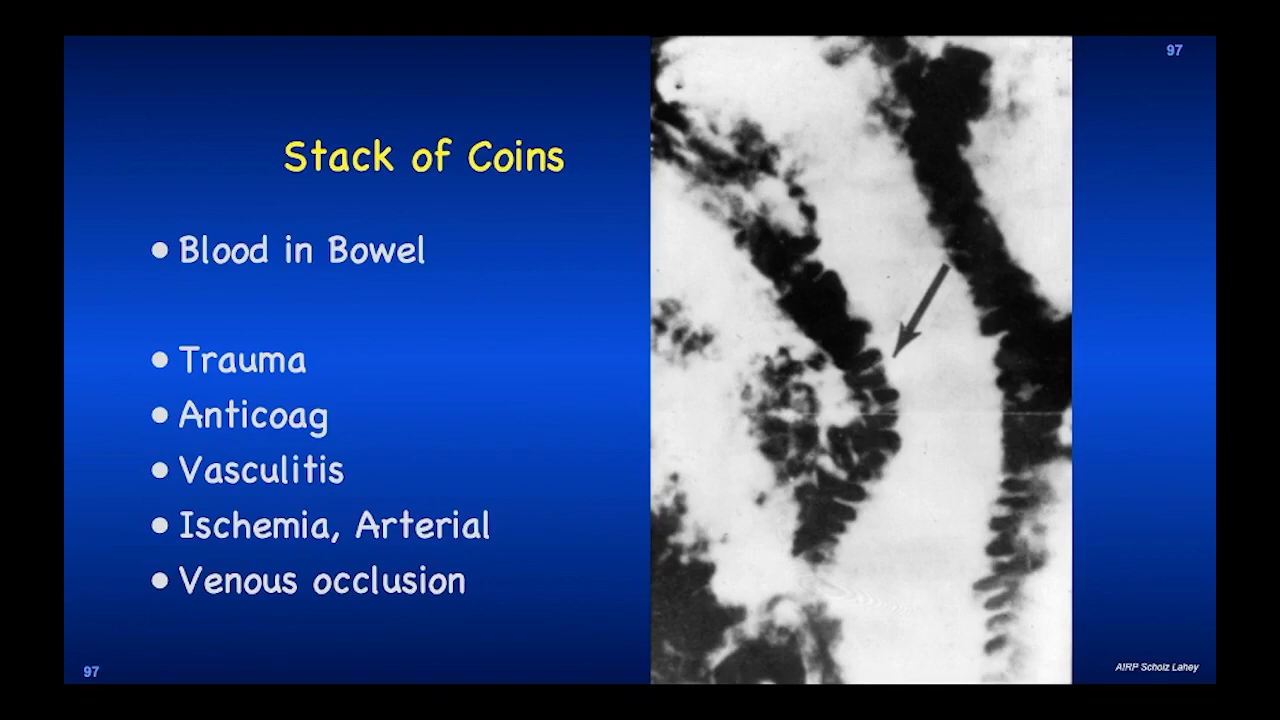 97
Stack of Coins
• Blood in Bowel
• Trauma
• Anticoag
• Vasculitis
• Ischemia, Arterial
• Venous occlusion
97
AIRP Scholz Lahey